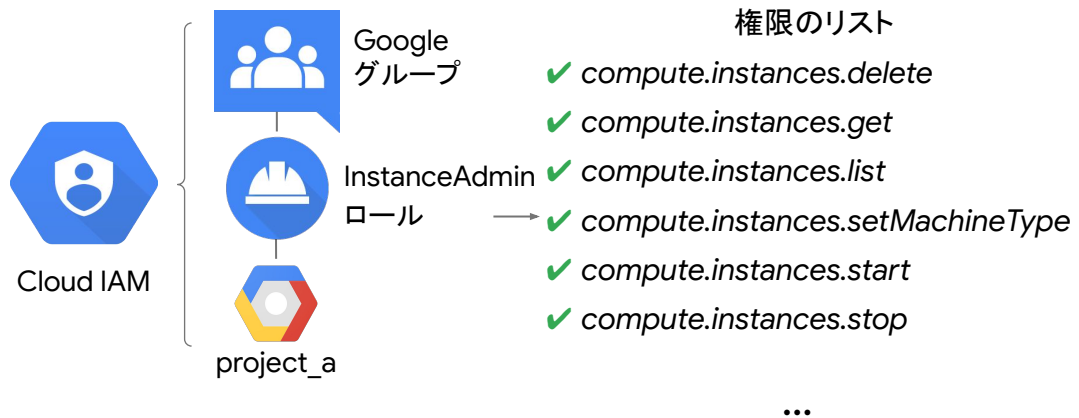 Cloud IAM
Google
グループ
InstanceAdmin
ロール
project_a
権限のリスト
✔ compute.instances.delete
✔ compute.instances.get
✔ compute.instances.list
✔ compute.instances.setMachineType
✔ compute.instances.start
✔ compute.instances.stop
...